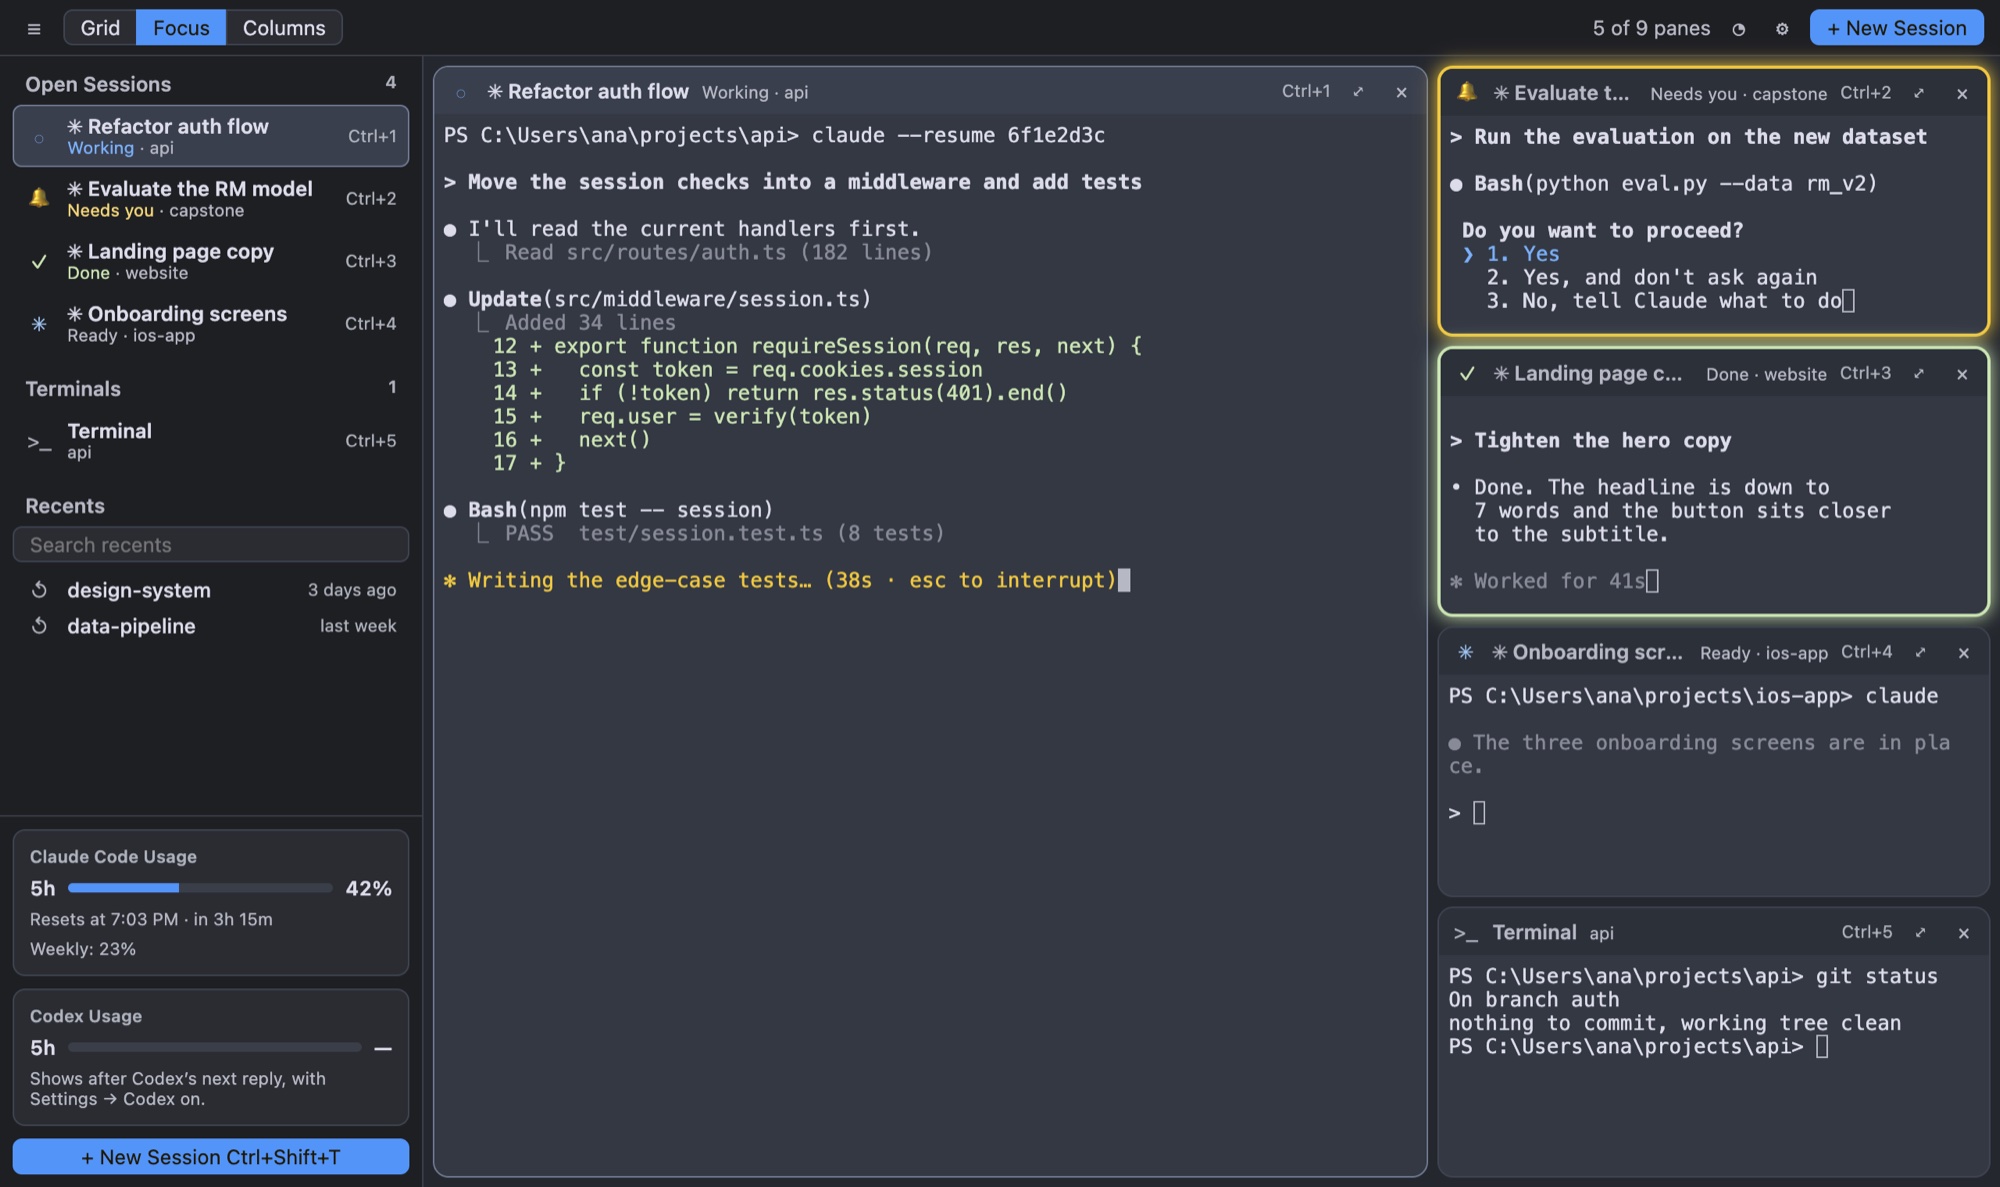 Grid Focus Columns
5 of 9 panes
+ New Session
Open Sessions 4
✳ Refactor auth flow
Working · api
Ctrl+1
✳ Evaluate the RM model
Needs you · capstone
Ctrl+2
✳ Landing page copy
Done · website
Ctrl+3
✳ Onboarding screens
Ready · ios-app
Ctrl+4
Terminals 1
>_ Terminal
api
Ctrl+5
Recents
Search recents
design-system 3 days ago
data-pipeline last week
Claude Code Usage
5h 42%
Resets at 7:03 PM · in 3h 15m
Weekly: 23%
Codex Usage
5h —
Shows after Codex’s next reply, with
Settings → Codex on.
+ New Session Ctrl+Shift+T
✳ Refactor auth flow Working · api Ctrl+1
PS C:\Users\ana\projects\api> claude --resume 6f1e2d3c
> Move the session checks into a middleware and add tests
● I'll read the current handlers first.
⎿ Read src/routes/auth.ts (182 lines)
● Update(src/middleware/session.ts)
⎿ Added 34 lines
12 + export function requireSession(req, res, next) {
13 +   const token = req.cookies.session
14 +   if (!token) return res.status(401).end()
15 +   req.user = verify(token)
16 +   next()
17 + }
● Bash(npm test -- session)
⎿ PASS  test/session.test.ts (8 tests)
✻ Writing the edge-case tests… (38s · esc to interrupt)
✳ Evaluate t... Needs you · capstone Ctrl+2
> Run the evaluation on the new dataset
● Bash(python eval.py --data rm_v2)
Do you want to proceed?
❯ 1. Yes
2. Yes, and don't ask again
3. No, tell Claude what to do
✳ Landing page c... Done · website Ctrl+3
> Tighten the hero copy
• Done. The headline is down to
7 words and the button sits closer
to the subtitle.
✻ Worked for 41s
✳ Onboarding scr... Ready · ios-app Ctrl+4
PS C:\Users\ana\projects\ios-app> claude
● The three onboarding screens are in pla
ce.
>
>_ Terminal api Ctrl+5
PS C:\Users\ana\projects\api> git status
On branch auth
nothing to commit, working tree clean
PS C:\Users\ana\projects\api>